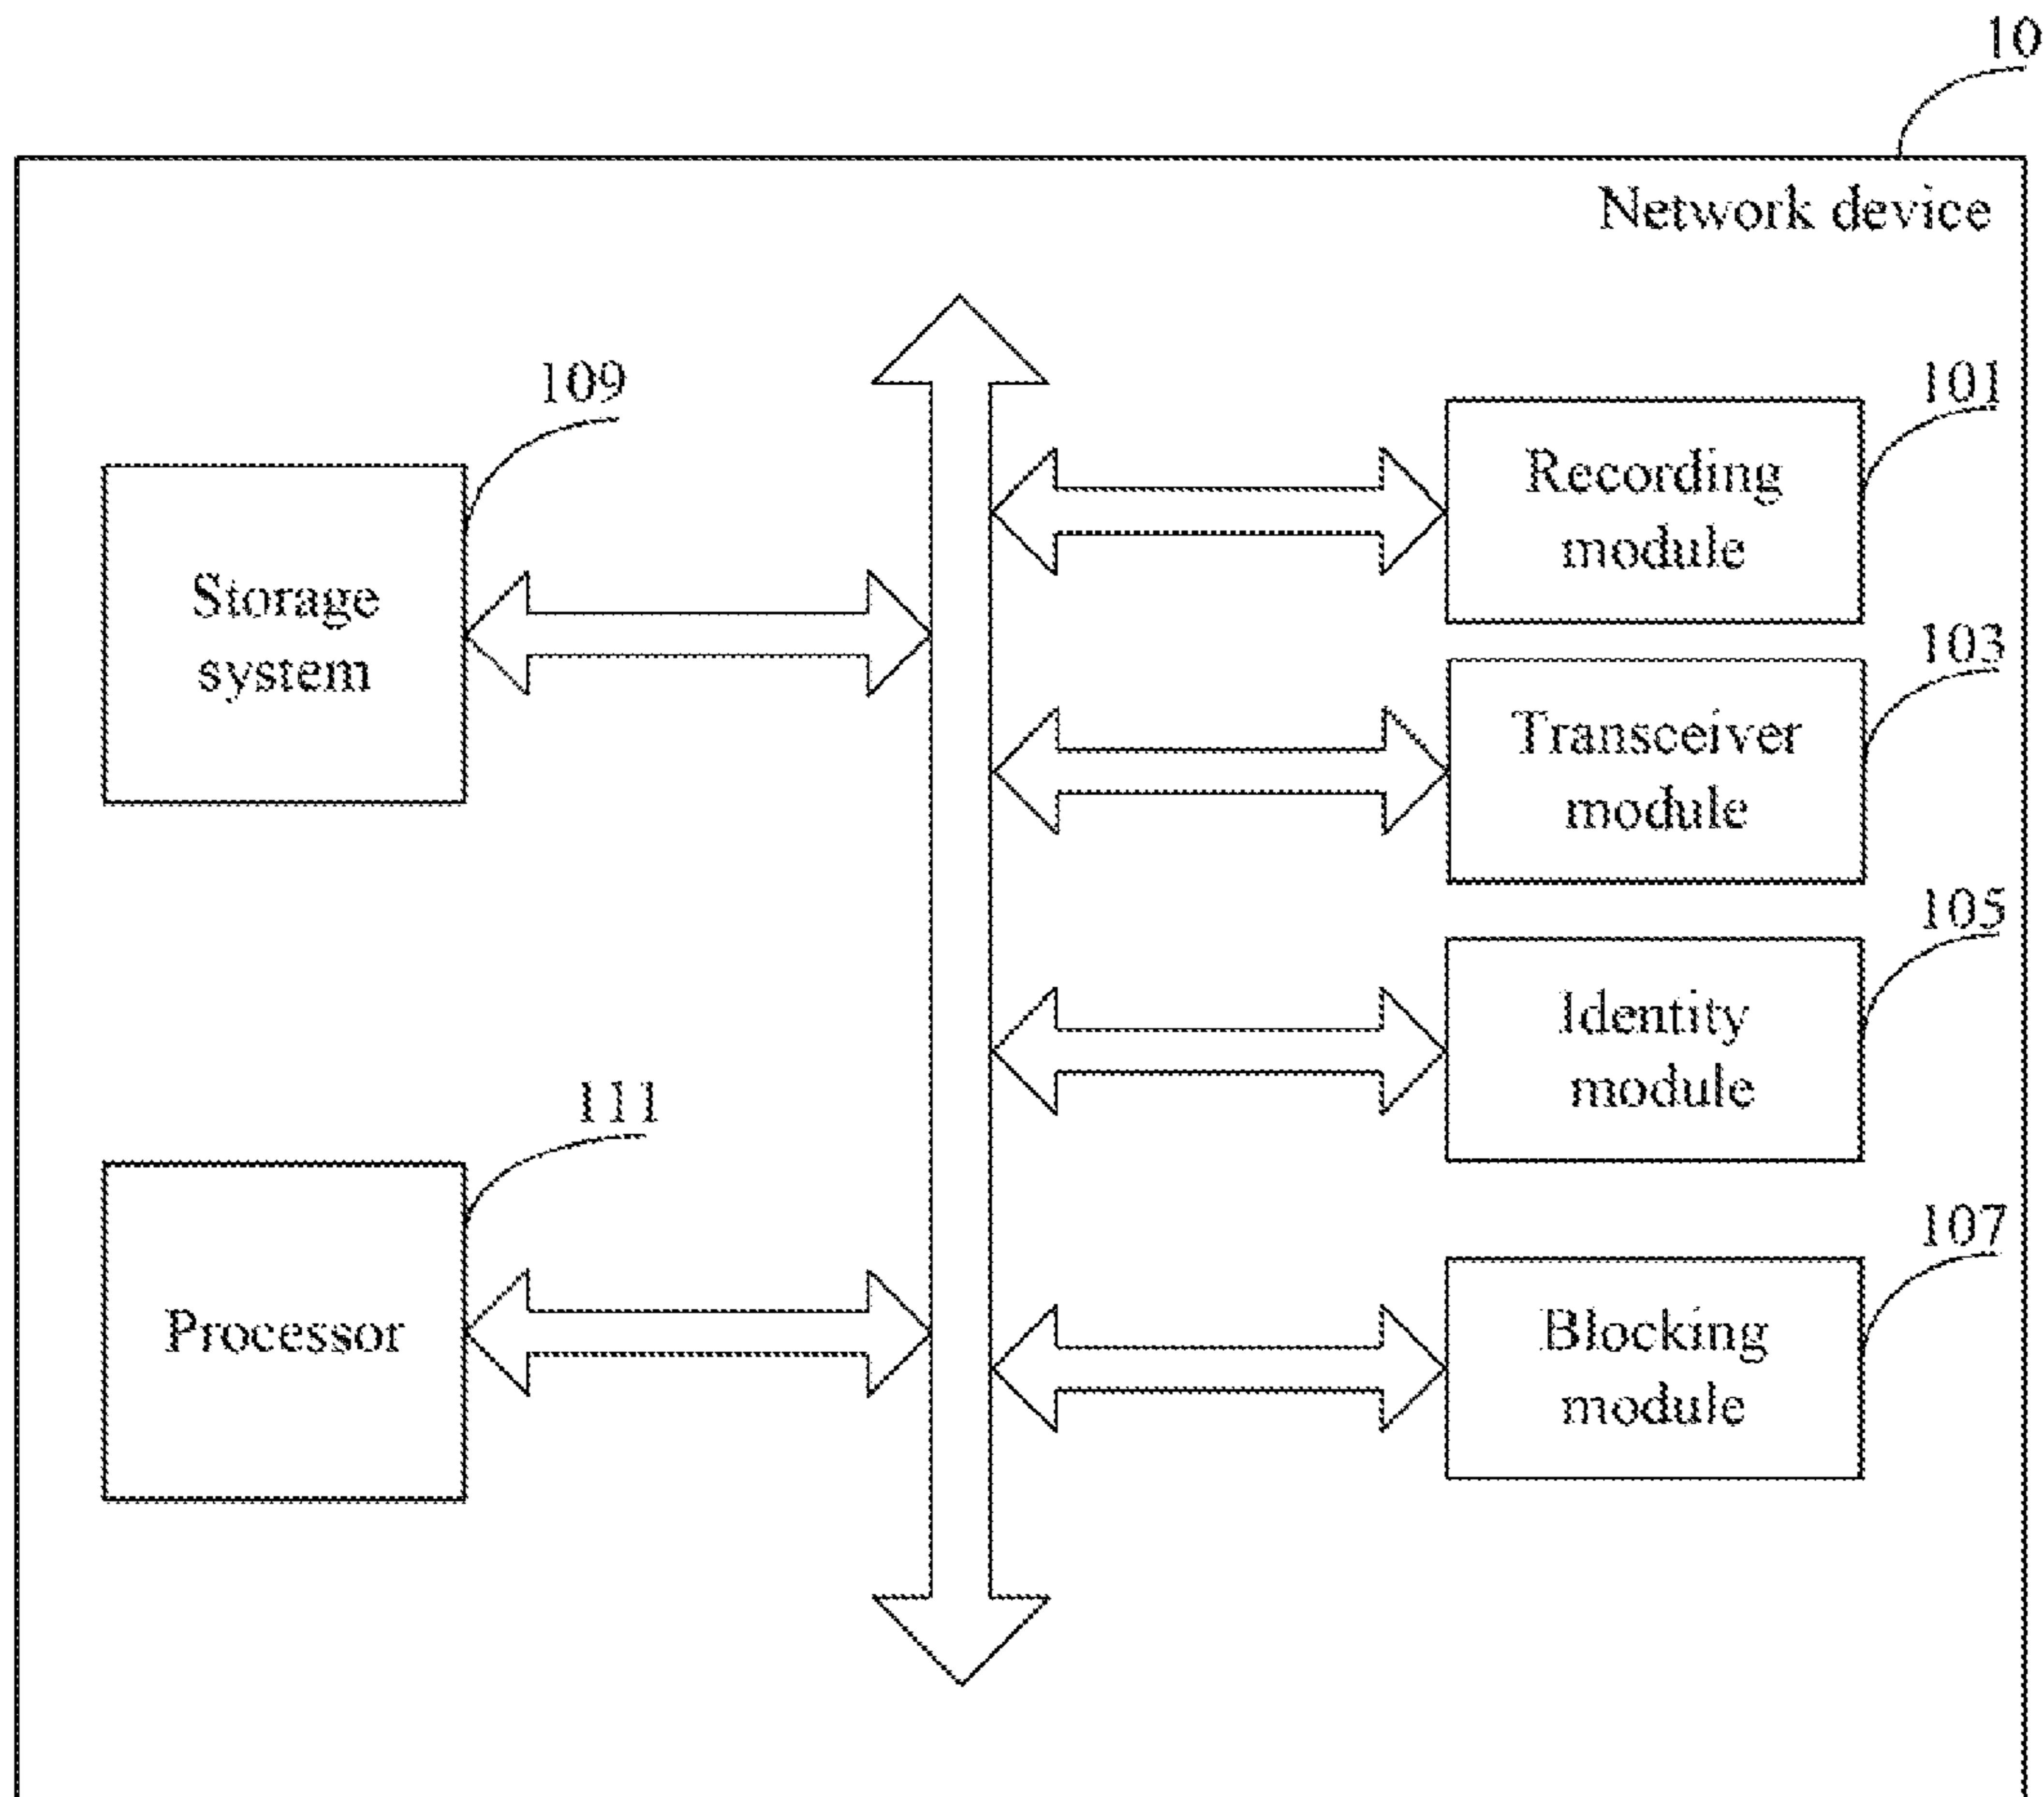 10
Network device
109
101
Recording
module
Storage
system
103
Transceiver
module
105
Identity
module
111
Processor
107
Blocking
module